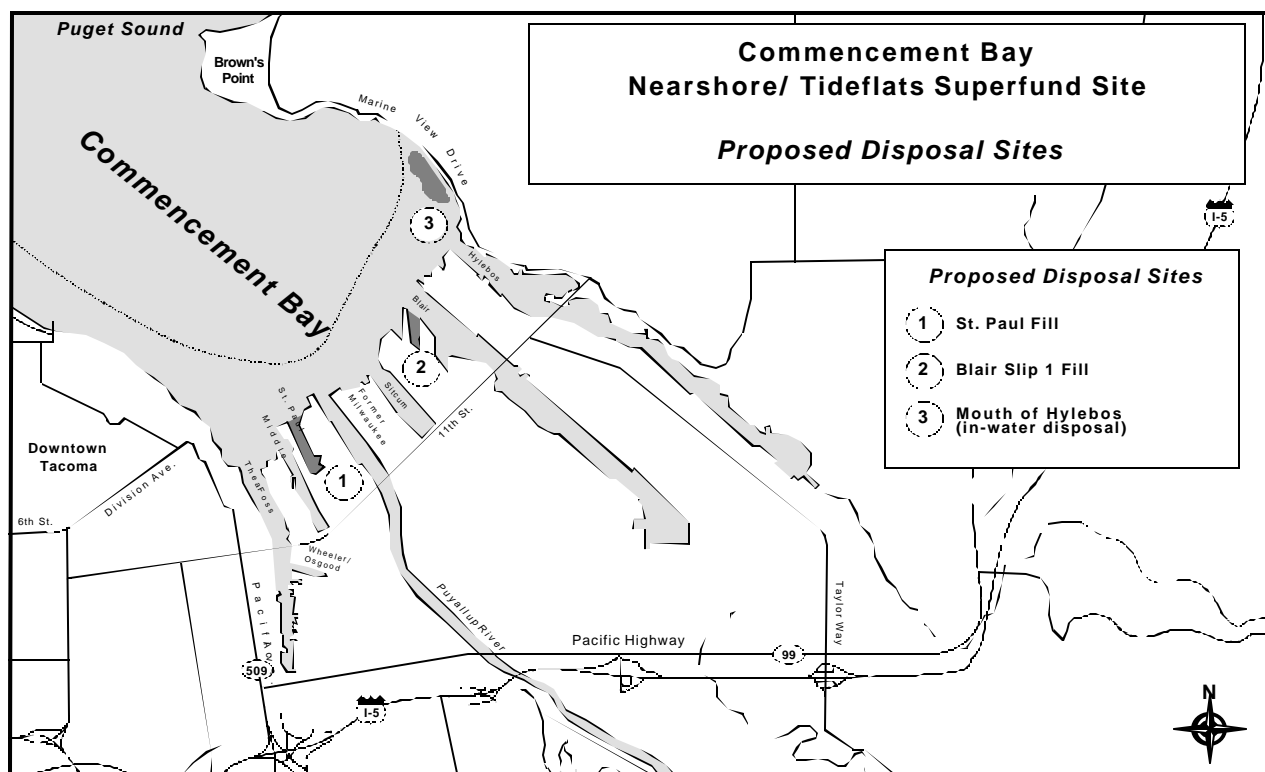 Puget Sound
Brown's
Point
Commencement Bay
Nearshore/ Tideflats Superfund Site
Proposed Disposal Sites
Marine View Drive
Commencement Bay
3
I-5
Hylebos
Proposed Disposal Sites
1 St. Paul Fill
2 Blair Slip 1 Fill
3 Mouth of Hylebos
(in-water disposal)
Blair
2
Sitcum
St. Paul
Middle
Former
Milwaukee
11th St.
Downtown
Tacoma
Division Ave.
Thea Foss
1
6th St.
Wheeler/
Osgood
Pacific Av
Puyallup River
Taylor Way
Pacific Highway
99
509
I-5
N